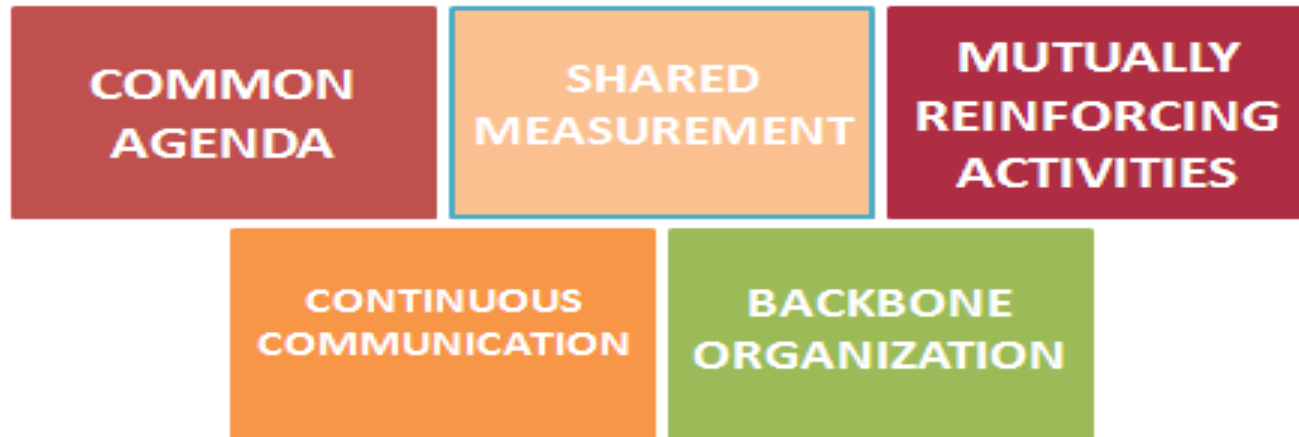 COMMON
AGENDA
SHARED
MEASUREMENT
MUTUALLY
REINFORCING
ACTIVITIES
CONTINUOUS
COMMUNICATION
BACKBONE
ORGANIZATION